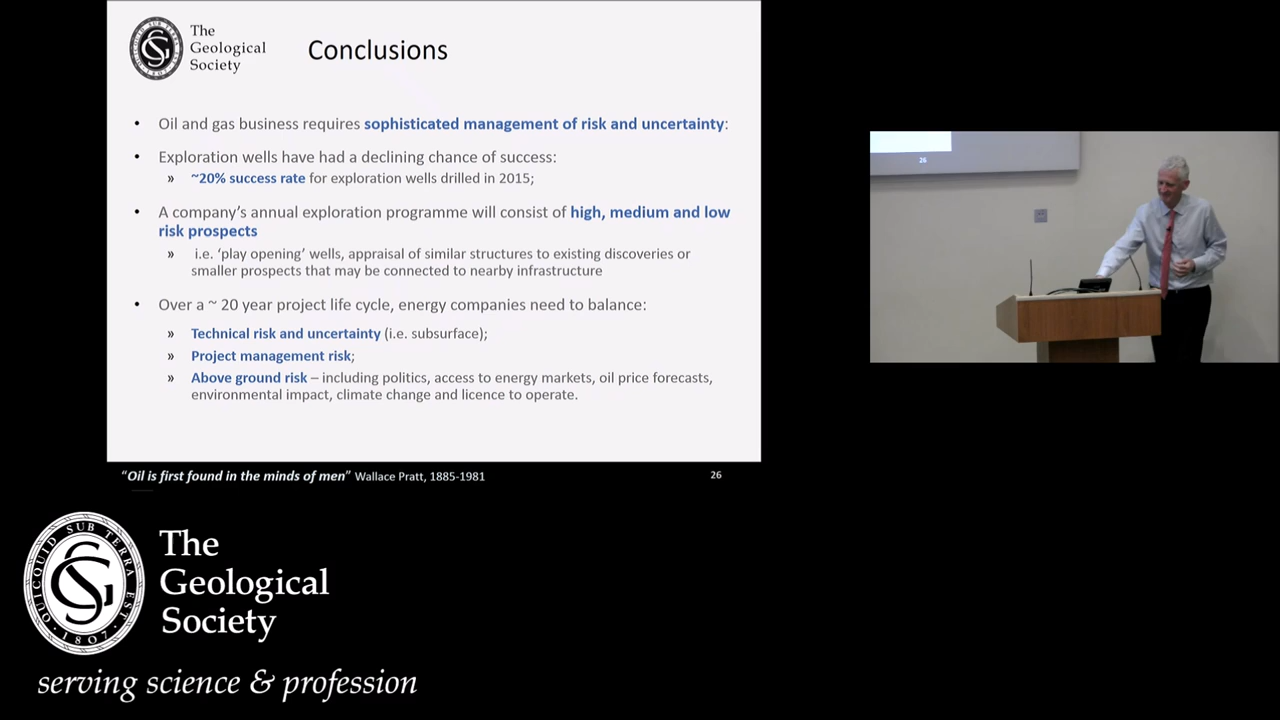 The
Geological
Society
Conclusions
• Oil and gas business requires sophisticated management of risk and uncertainty:
• Exploration wells have had a declining chance of success:
» ~20% success rate for exploration wells drilled in 2015;
• A company's annual exploration programme will consist of high, medium and low
risk prospects
» i.e. 'play opening' wells, appraisal of similar structures to existing discoveries or
smaller prospects that may be connected to nearby infrastructure
• Over a ~ 20 year project life cycle, energy companies need to balance:
» Technical risk and uncertainty (i.e. subsurface);
» Project management risk;
» Above ground risk – including politics, access to energy markets, oil price forecasts,
environmental impact, climate change and licence to operate.
"Oil is first found in the minds of men" Wallace Pratt, 1885-1981
26
26
QUICQUID SUB TERRA EST
· 1807 ·
The
Geological
Society
serving science & profession